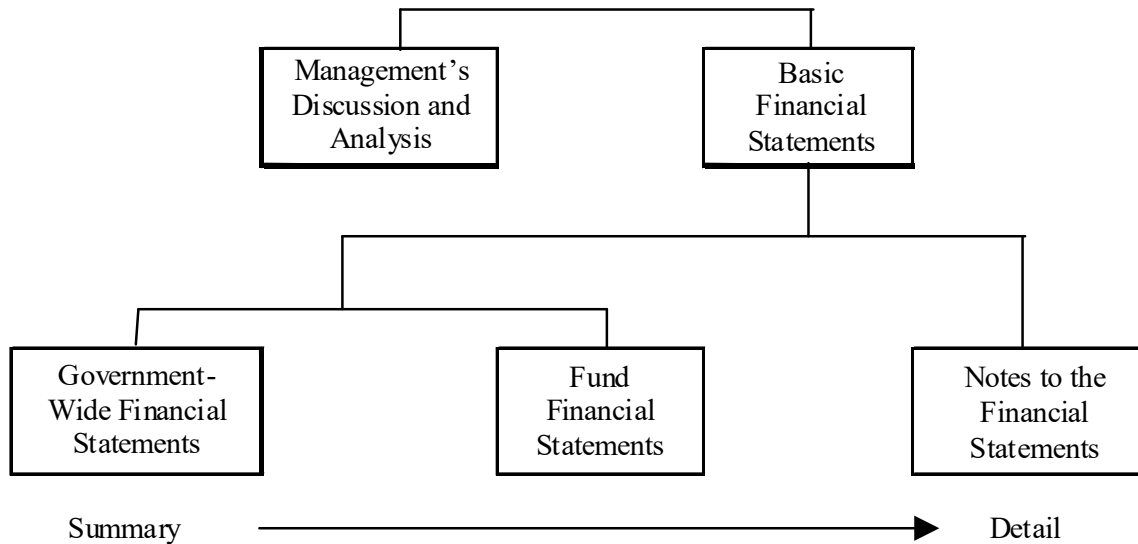 Management’s
Discussion and
Analysis
Basic
Financial
Statements
Government-
Wide Financial
Statements
Fund
Financial
Statements
Notes to the
Financial
Statements
Summary
Detail